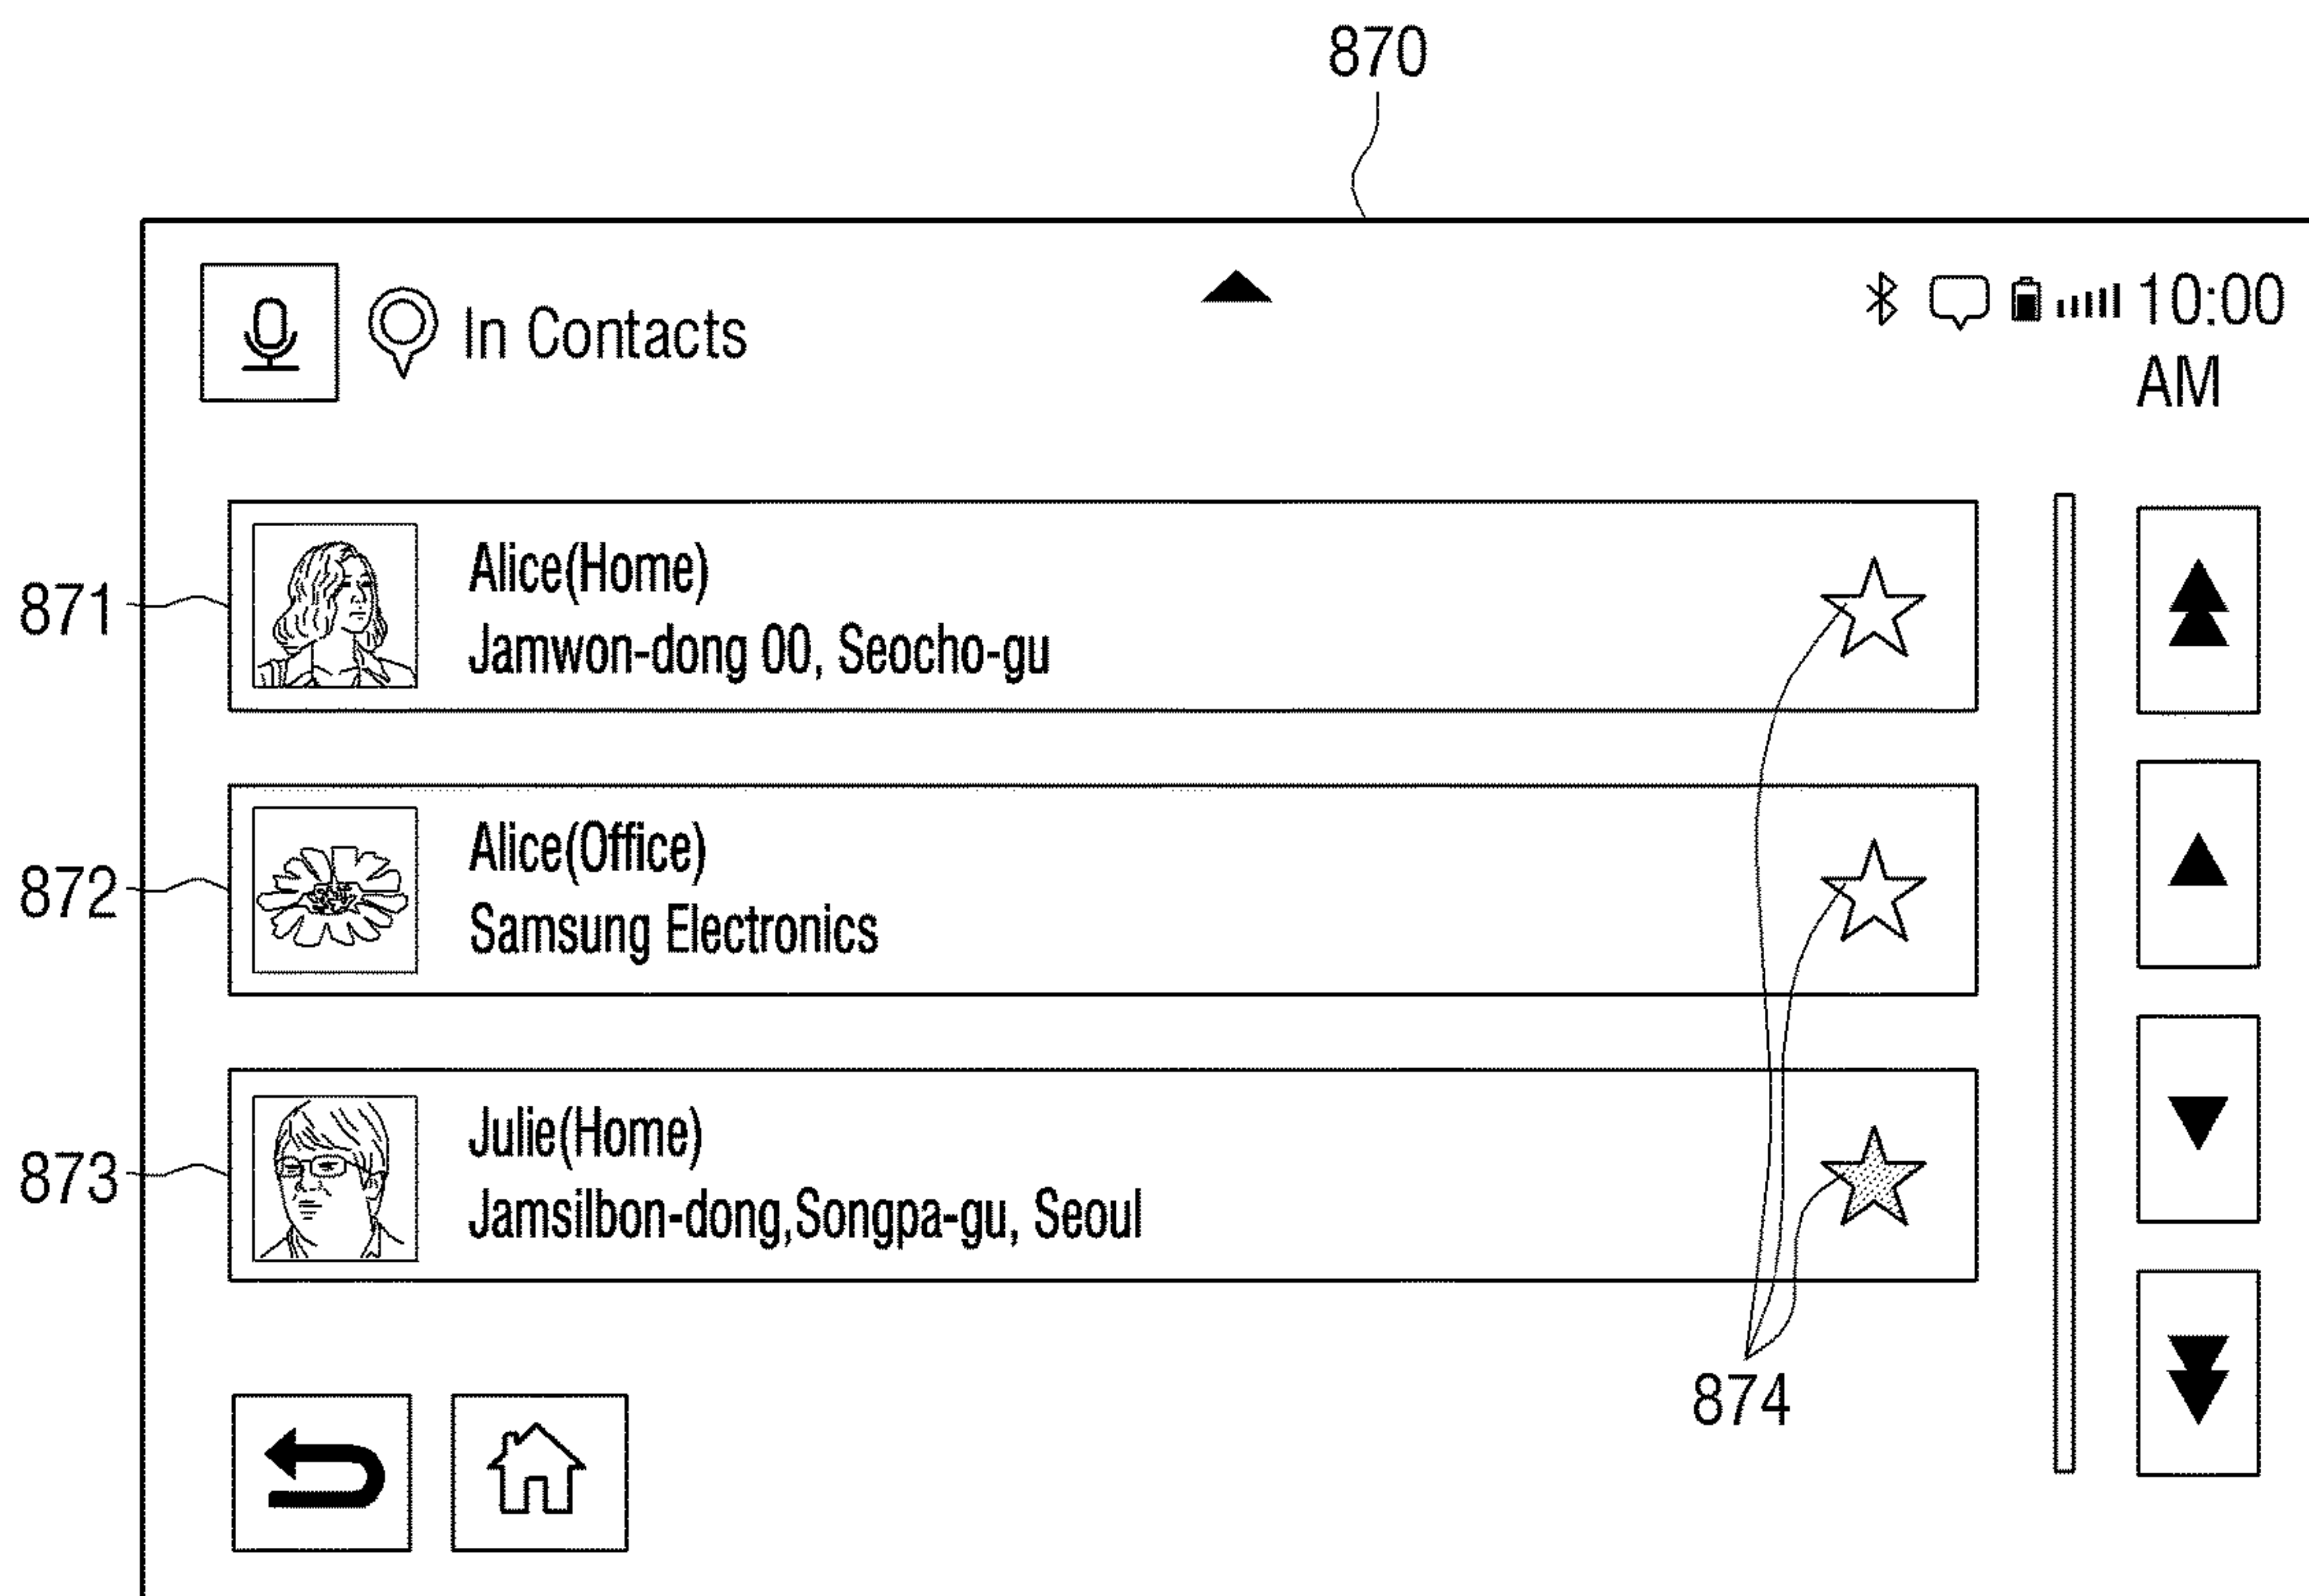 870
In Contacts
10:00
AM
871
Alice(Home)
Jamwon-dong 00, Seocho-gu
872
Alice(Office)
Samsung Electronics
873
Julie(Home)
Jamsilbon-dong,Songpa-gu, Seoul
874